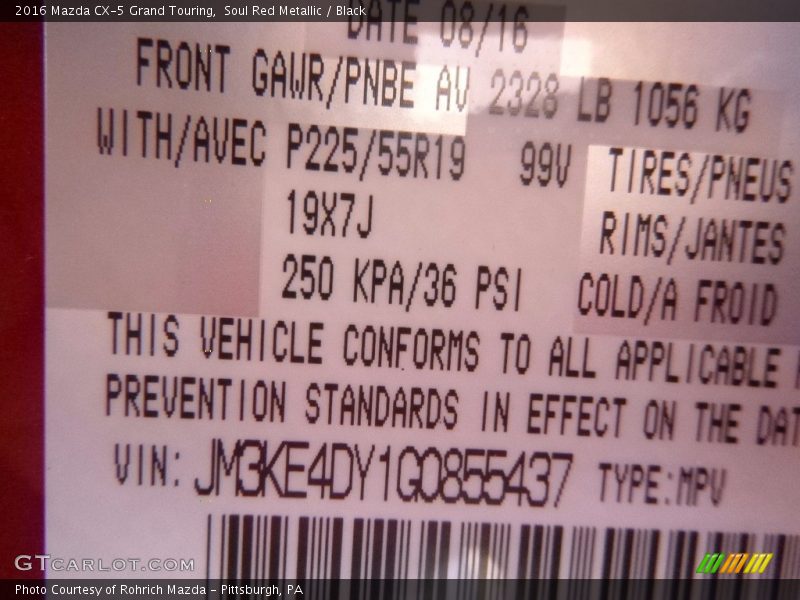 2016 Mazda CX-5 Grand Touring, Soul Red Metallic / Black
DATE 08/16
FRONT GAWR/PNBE AV 2328 LB 1056 KG
WITH/AVEC P225/55R19 99V TIRES/PNEUS
19X7J RIMS/JANTES
250 KPA/36 PSI COLD/A FROID
THIS VEHICLE CONFORMS TO ALL APPLICABLE
PREVENTION STANDARDS IN EFFECT ON THE DAT
VIN: JM3KE4DY1G0855437 TYPE:MPV
GTCARLOT.COM
Photo Courtesy of Rohrich Mazda - Pittsburgh, PA